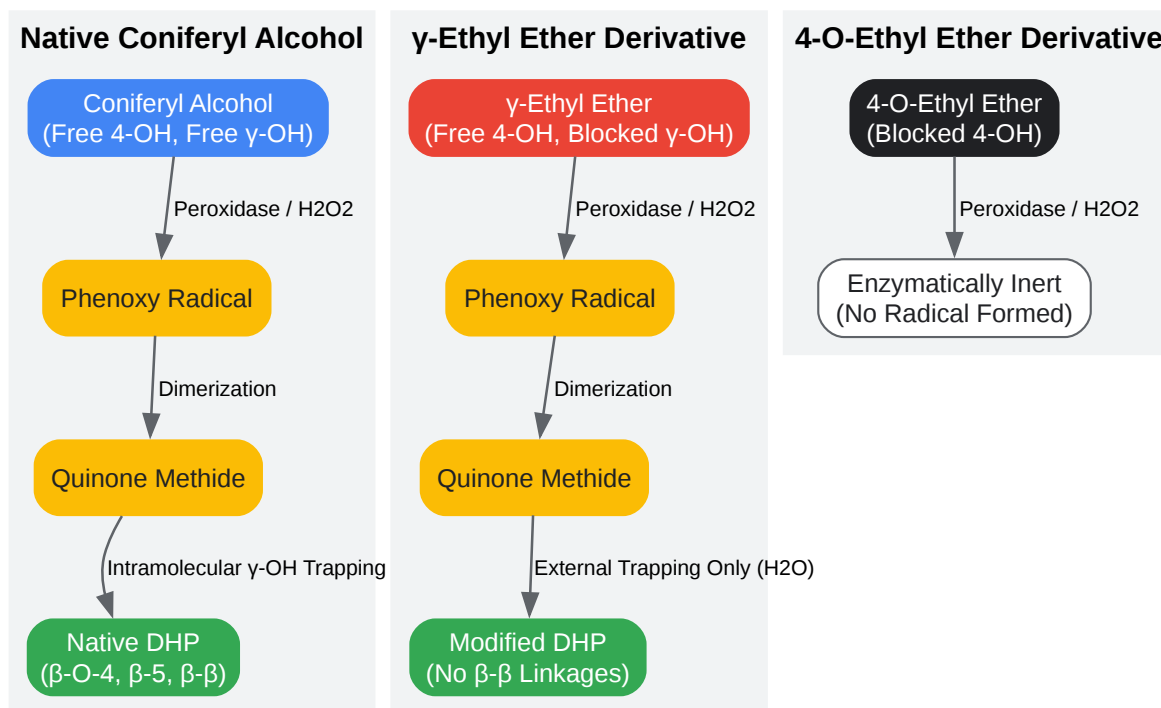 Native Coniferyl Alcohol
Coniferyl Alcohol
(Free 4-OH, Free γ-OH)
Peroxidase / H2O2
Phenoxy Radical
Dimerization
Quinone Methide
Intramolecular γ-OH Trapping
Native DHP
(β-O-4, β-5, β-β)
γ-Ethyl Ether Derivative
γ-Ethyl Ether
(Free 4-OH, Blocked γ-OH)
Peroxidase / H2O2
Phenoxy Radical
Dimerization
Quinone Methide
External Trapping Only (H2O)
Modified DHP
(No β-β Linkages)
4-O-Ethyl Ether Derivative
4-O-Ethyl Ether
(Blocked 4-OH)
Peroxidase / H2O2
Enzymatically Inert
(No Radical Formed)